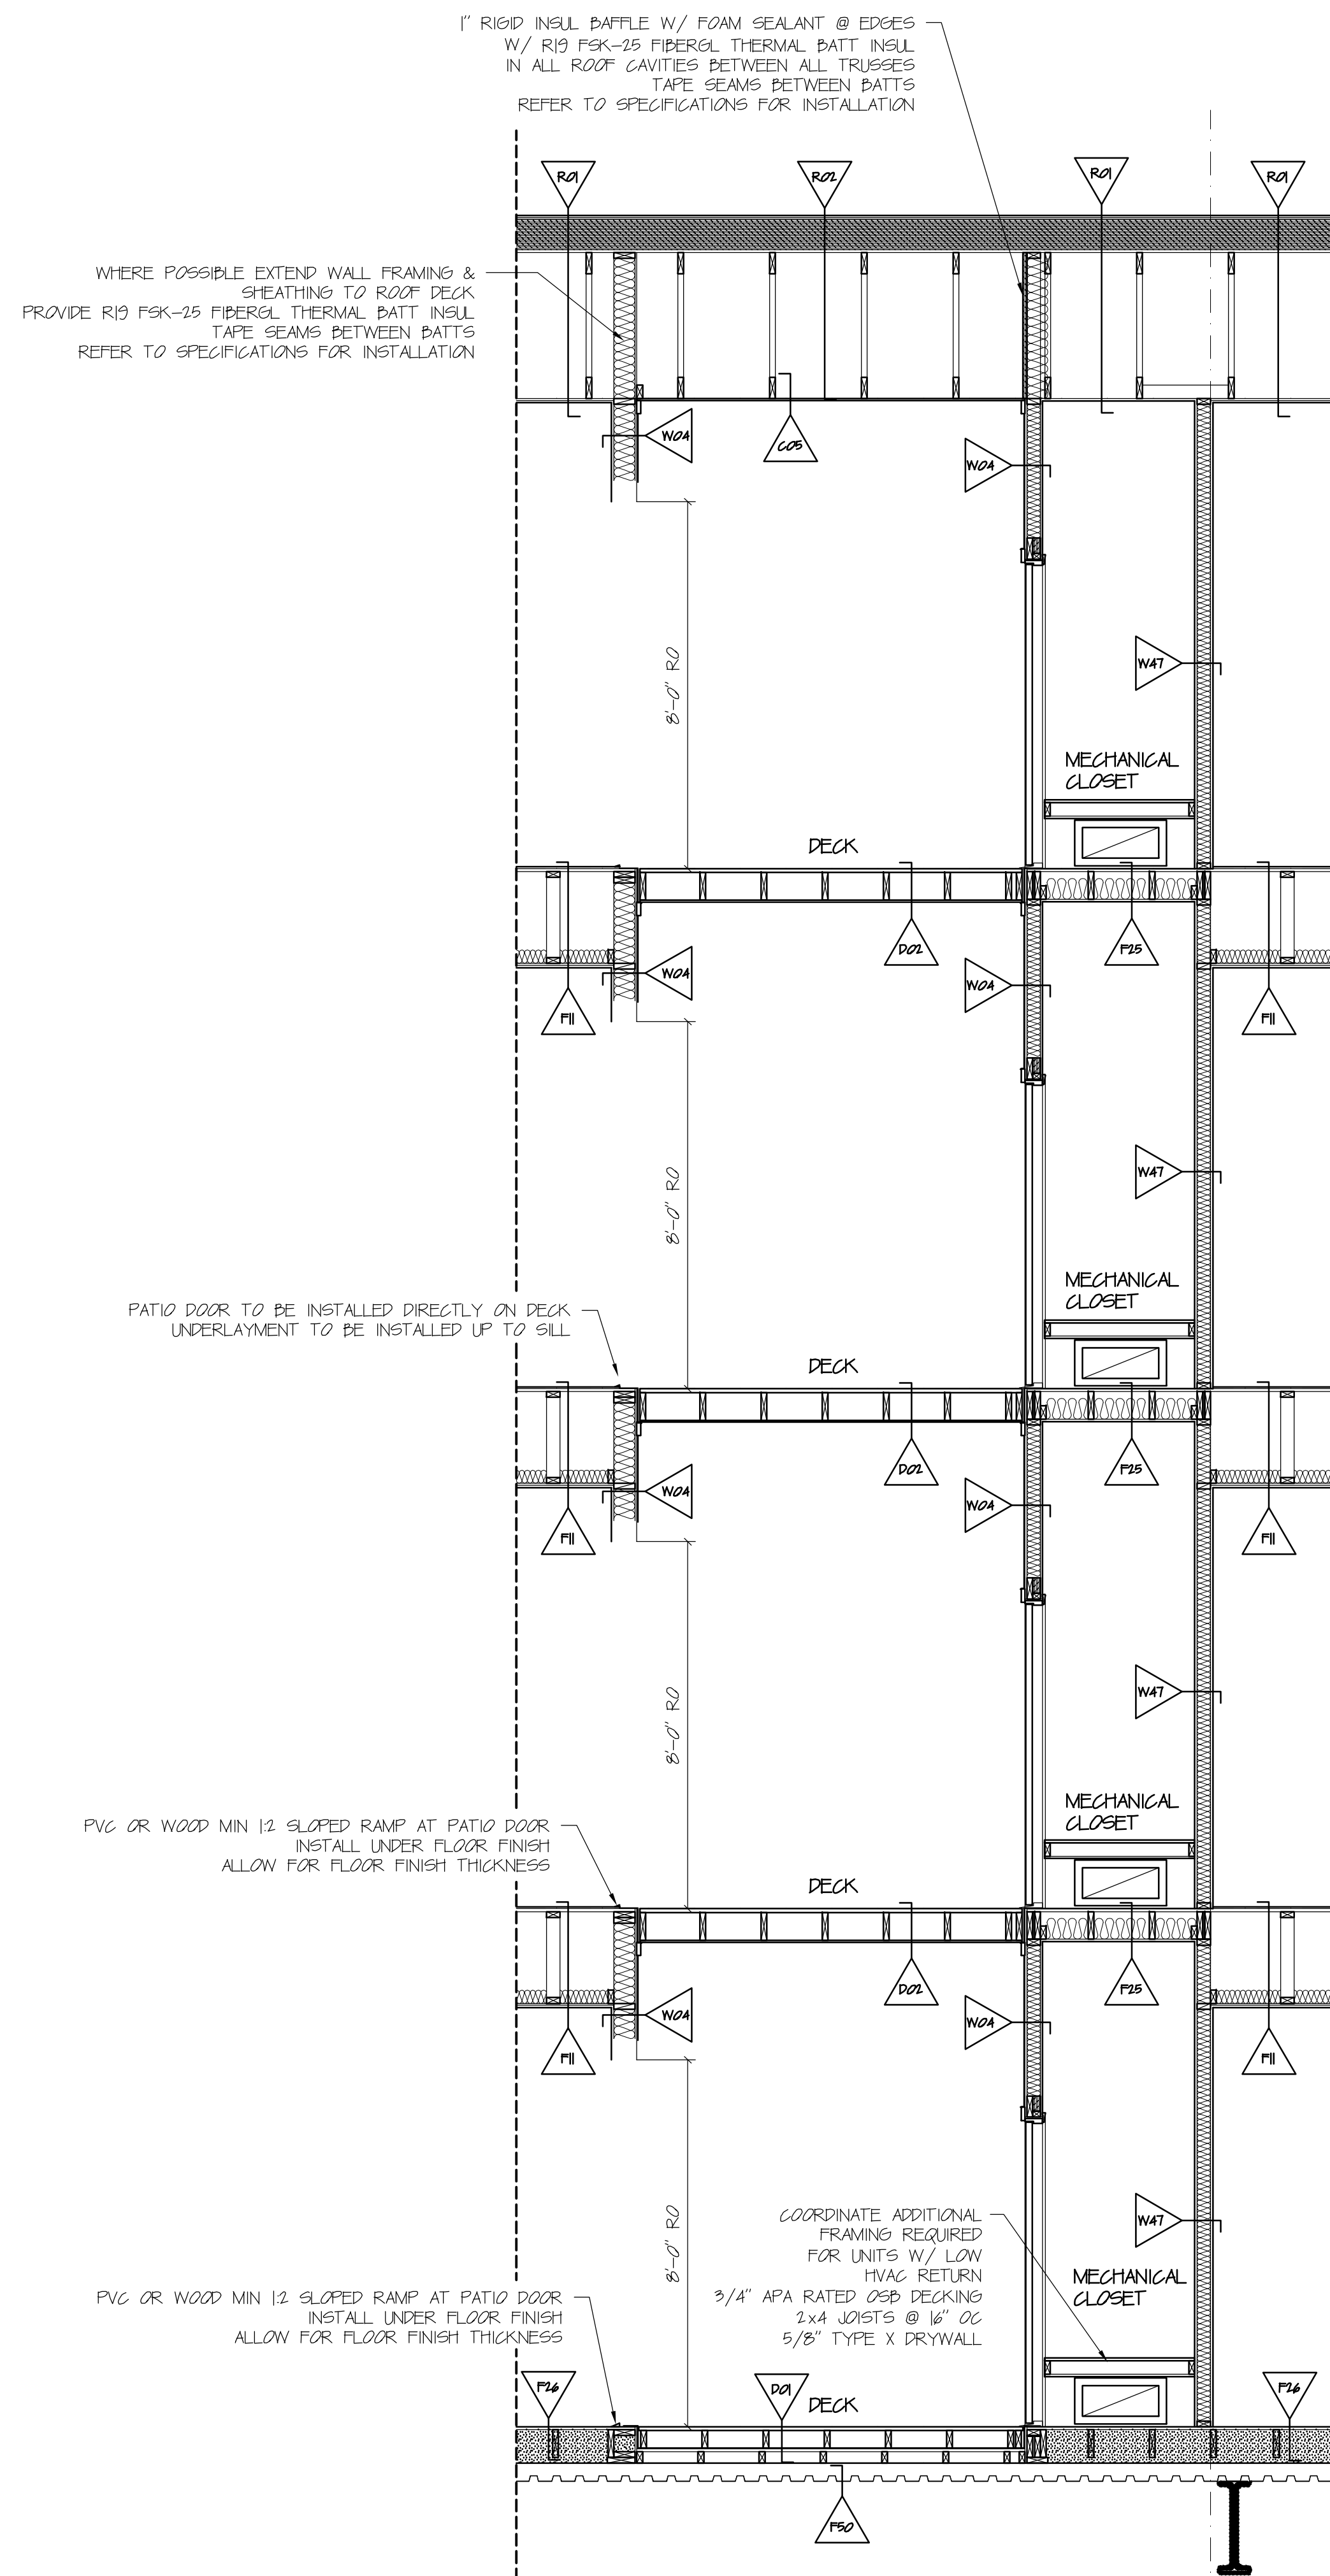 1" RIGID INSUL BAFFLE W/ FOAM SEALANT @ EDGES
W/ R19 FSK-25 FIBERGL THERMAL BATT INSUL
IN ALL ROOF CAVITIES BETWEEN ALL TRUSSES
TAPE SEAMS BETWEEN BATTS
REFER TO SPECIFICATIONS FOR INSTALLATION
R01
R02
R01
R01
WHERE POSSIBLE EXTEND WALL FRAMING &
SHEATHING TO ROOF DECK
PROVIDE R19 FSK-25 FIBERGL THERMAL BATT INSUL
TAPE SEAMS BETWEEN BATTS
REFER TO SPECIFICATIONS FOR INSTALLATION
W04
C05
W04
8'-0" RO
W47
MECHANICAL
CLOSET
DECK
D02
F25
W04
W04
F11
F11
8'-0" RO
W47
MECHANICAL
CLOSET
PATIO DOOR TO BE INSTALLED DIRECTLY ON DECK
UNDERLAYMENT TO BE INSTALLED UP TO SILL
DECK
D02
F25
W04
W04
F11
F11
8'-0" RO
W47
MECHANICAL
CLOSET
PVC OR WOOD MIN 1:2 SLOPED RAMP AT PATIO DOOR
INSTALL UNDER FLOOR FINISH
ALLOW FOR FLOOR FINISH THICKNESS
DECK
D02
F25
W04
W04
F11
F11
8'-0" RO
W47
COORDINATE ADDITIONAL
FRAMING REQUIRED
FOR UNITS W/ LOW
HVAC RETURN
3/4" APA RATED OSB DECKING
2x4 JOISTS @ 16" OC
5/8" TYPE X DRYWALL
MECHANICAL
CLOSET
PVC OR WOOD MIN 1:2 SLOPED RAMP AT PATIO DOOR
INSTALL UNDER FLOOR FINISH
ALLOW FOR FLOOR FINISH THICKNESS
F26
D01
DECK
F26
F50